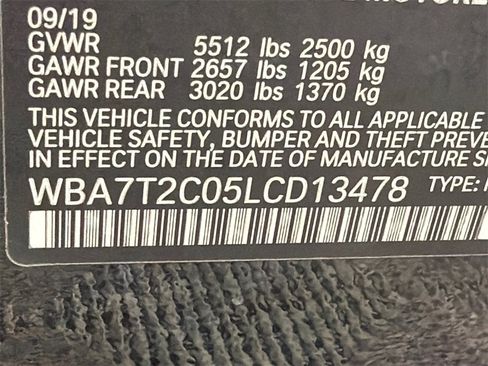 09/19
GVWR 5512 lbs 2500 kg
GAWR FRONT 2657 lbs 1205 kg
GAWR REAR 3020 lbs 1370 kg
THIS VEHICLE CONFORMS TO ALL APPLICABLE
VEHICLE SAFETY, BUMPER AND THEFT PREVE
IN EFFECT ON THE DATE OF MANUFACTURE SH
WBA7T2C05LCD13478 TYPE: